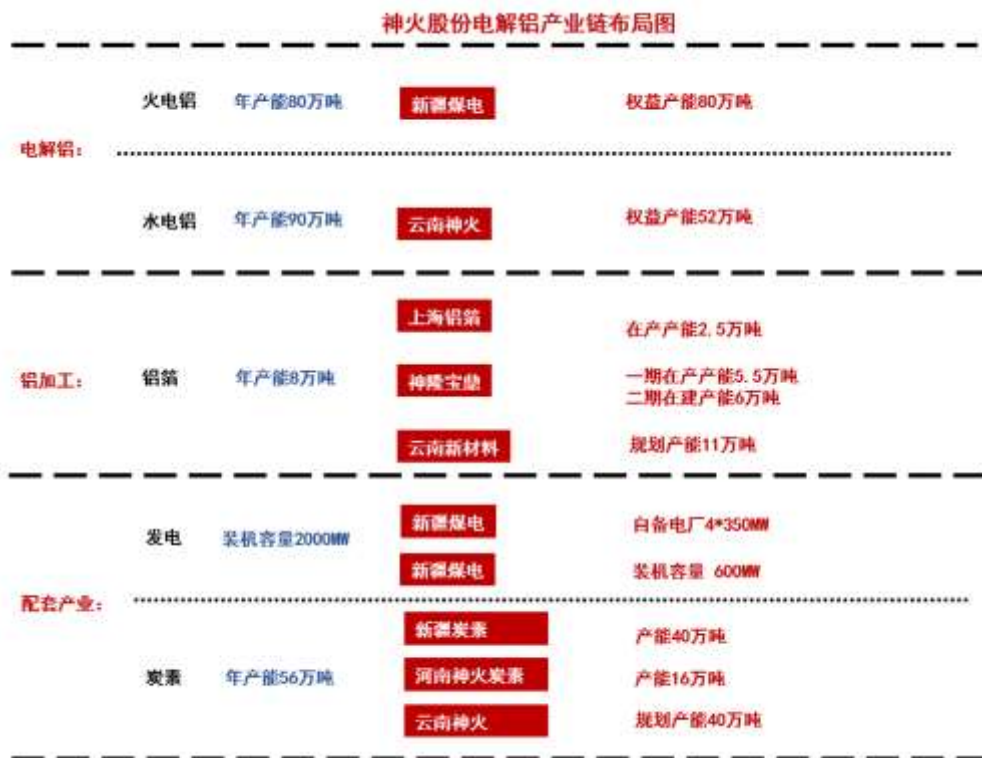 神火股份电解铝产业链布局图
火电铝 年产能80万吨 新疆煤电 权益产能80万吨
电解铝：
水电铝 年产能90万吨 云南神火 权益产能52万吨
上海铝箔 在产产能2.5万吨
铝加工： 铝箔 年产能8万吨 神隆宝鼎 一期在产产能5.5万吨
二期在建产能6万吨
云南新材料 规划产能11万吨
新疆煤电 自备电厂4*350MW
发电 装机容量2000MW
新疆煤电 装机容量 600MW
配套产业：
新疆炭素 产能40万吨
炭素 年产能56万吨 河南神火炭素 产能16万吨
云南神火 规划产能40万吨